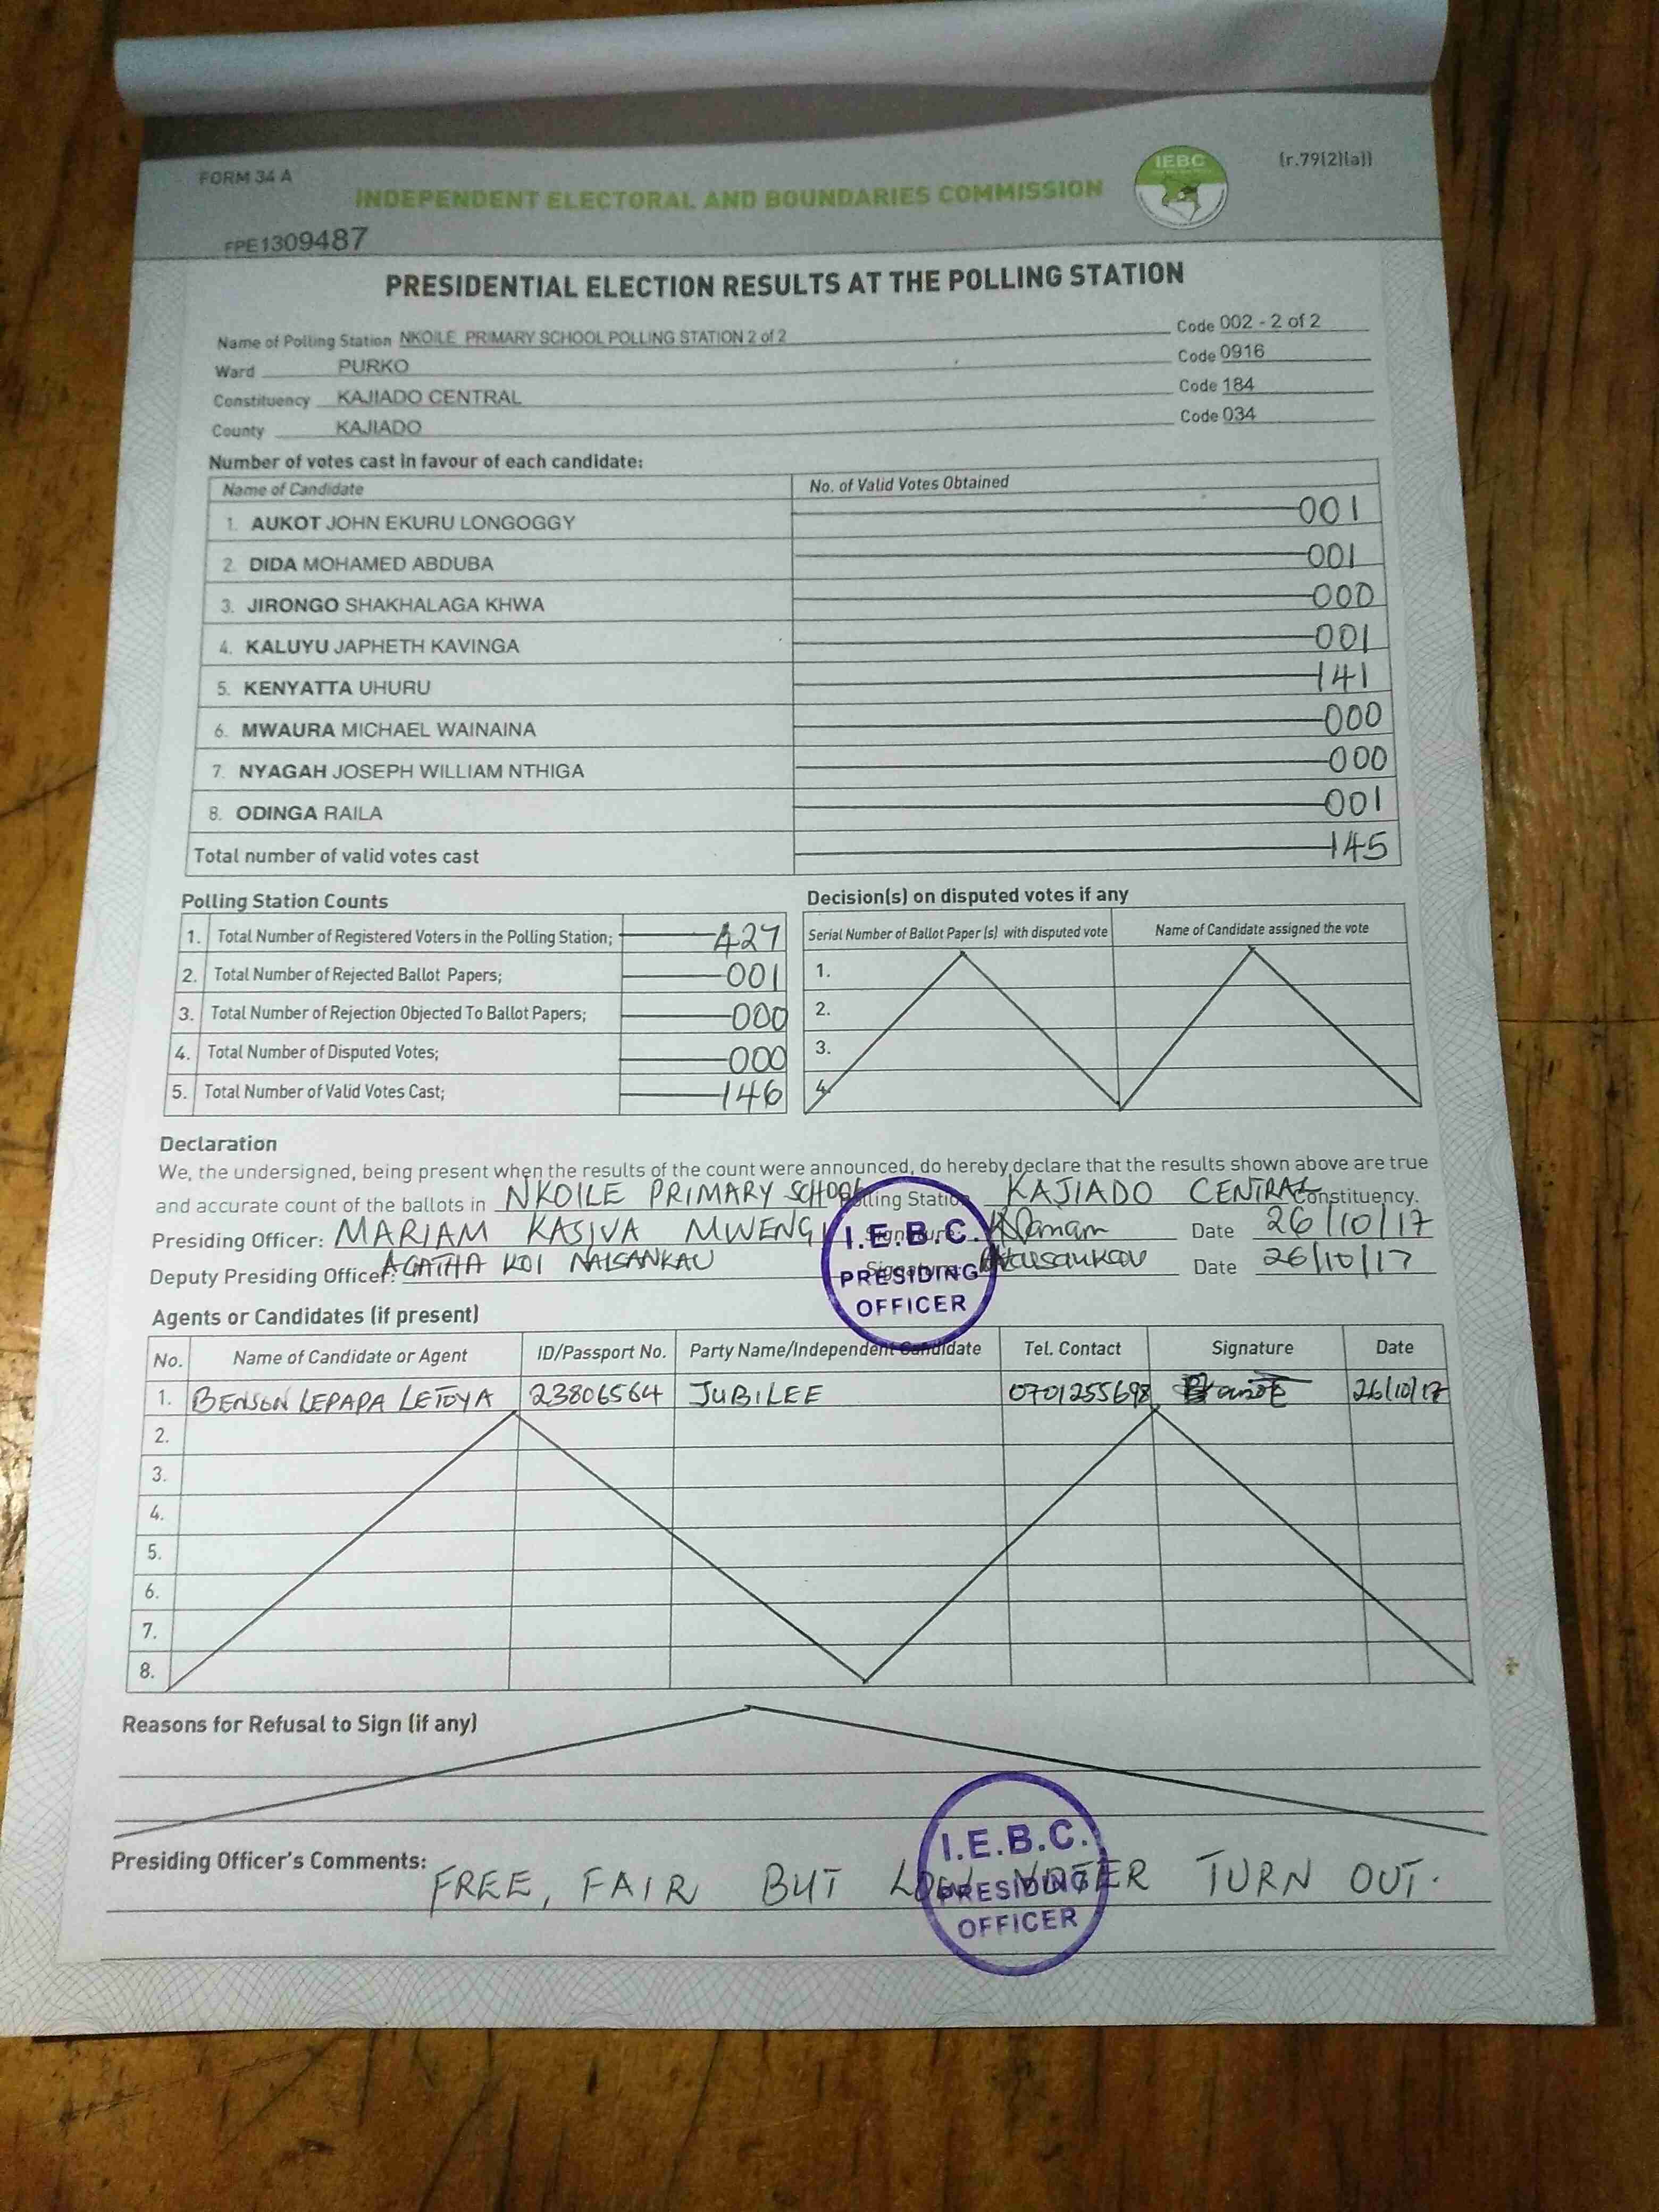 FORM 34 A
IEBC
(r.79(2)(a))
INDEPENDENT ELECTORAL AND BOUNDARIES COMMISSION
FPE1309487
PRESIDENTIAL ELECTION RESULTS AT THE POLLING STATION
Name of Polling Station NKOILE PRIMARY SCHOOL POLLING STATION 2 of 2 Code 002 - 2 of 2
Ward PURKO Code 0916
Constituency KAJIADO CENTRAL Code 184
County KAJIADO Code 034
Number of votes cast in favour of each candidate:
Name of Candidate No. of Valid Votes Obtained
1. AUKOT JOHN EKURU LONGOGGY 001
2. DIDA MOHAMED ABDUBA 001
3. JIRONGO SHAKHALAGA KHWA 000
4. KALUYU JAPHETH KAVINGA 001
5. KENYATTA UHURU 141
6. MWAURA MICHAEL WAINAINA 000
7. NYAGAH JOSEPH WILLIAM NTHIGA 000
8. ODINGA RAILA 001
Total number of valid votes cast 145
Polling Station Counts
1. Total Number of Registered Voters in the Polling Station; 427
2. Total Number of Rejected Ballot Papers; 001
3. Total Number of Rejection Objected To Ballot Papers; 000
4. Total Number of Disputed Votes; 000
5. Total Number of Valid Votes Cast; 146
Decision(s) on disputed votes if any
Serial Number of Ballot Paper (s) with disputed vote Name of Candidate assigned the vote
1.
2.
3.
4.
Declaration
We, the undersigned, being present when the results of the count were announced, do hereby declare that the results shown above are true
and accurate count of the ballots in NKOILE PRIMARY SCHOOL Polling Station KAJIADO CENTRAL Constituency.
Presiding Officer: MARIAM KASIVA MWENGI Signature: Date 26/10/17
Deputy Presiding Officer: AGATHA KOI NAISANKAU Signature: Date 26/10/17
I.E.B.C.
PRESIDING
OFFICER
Agents or Candidates (if present)
No. Name of Candidate or Agent ID/Passport No. Party Name/Independent Candidate Tel. Contact Signature Date
1. BENSON LEPAPA LETOYA 23806564 JUBILEE 0701255698 26/10/17
2.
3.
4.
5.
6.
7.
8.
Reasons for Refusal to Sign (if any)
Presiding Officer's Comments: FREE, FAIR BUT LOW VOTER TURN OUT.
I.E.B.C.
PRESIDING
OFFICER